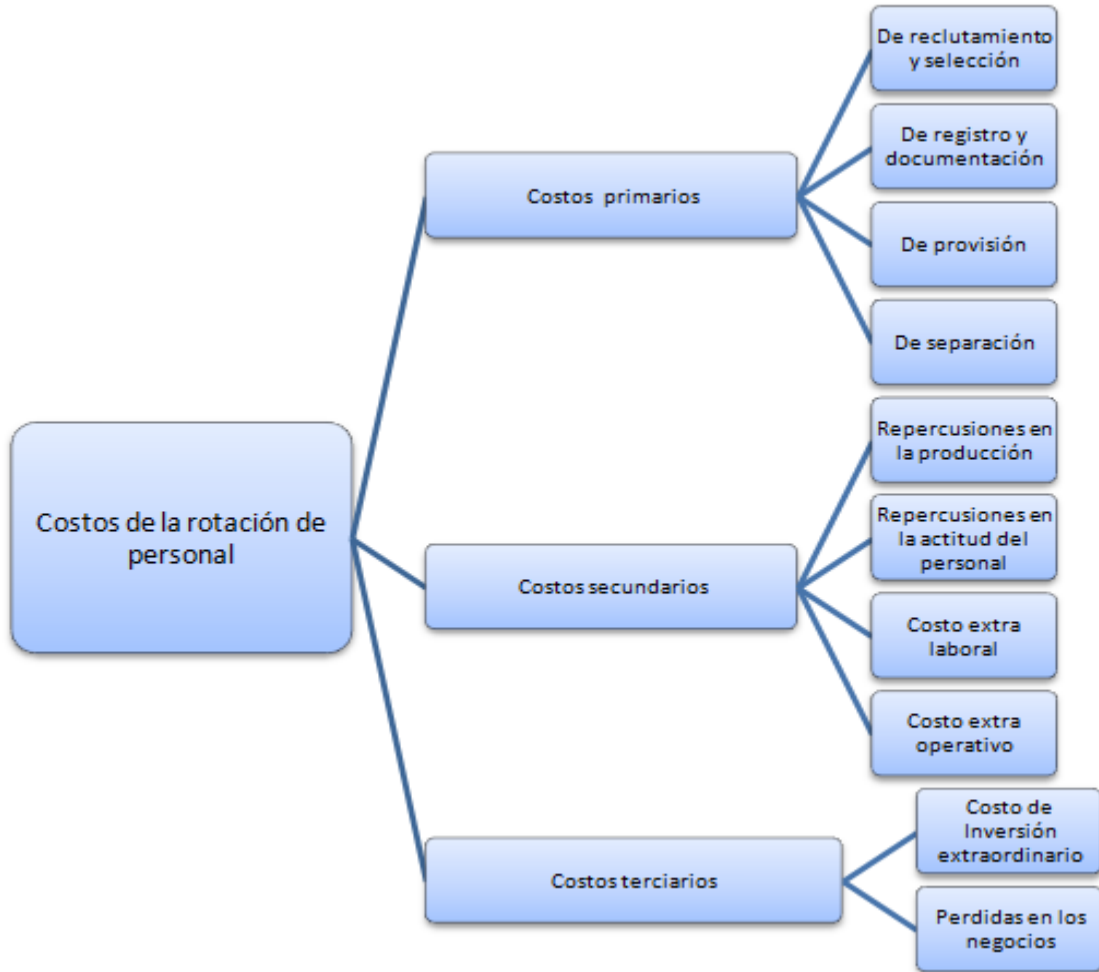 Costos de la rotación de
personal
Costos primarios
De reclutamiento
y selección
De registro y
documentación
De provisión
De separación
Costos secundarios
Repercusiones en
la producción
Repercusiones en
la actitud del
personal
Costo extra
laboral
Costo extra
operativo
Costos terciarios
Costo de
Inversión
extraordinario
Perdidas en los
negocios